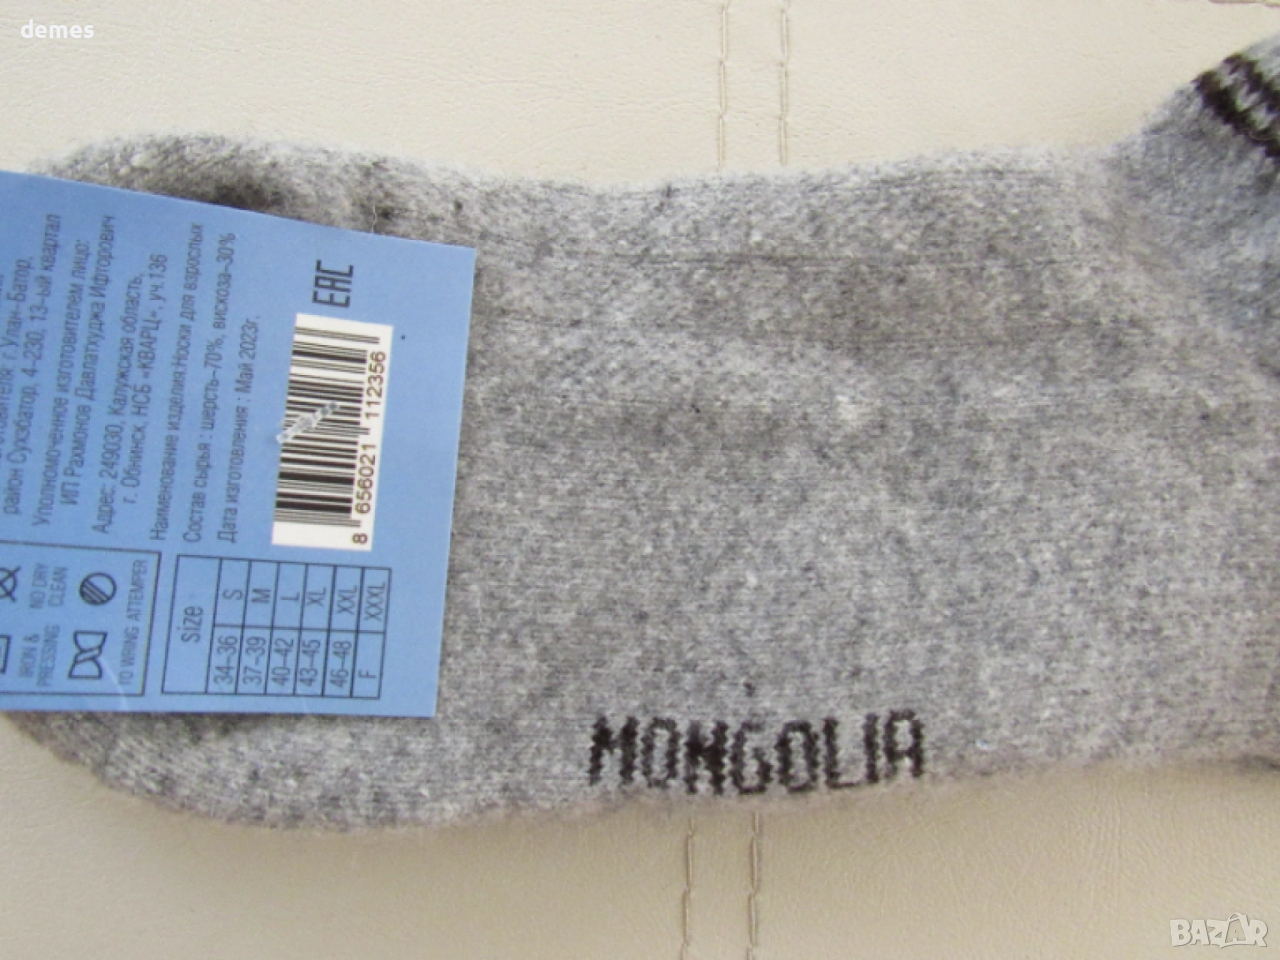 demes
район Сухбатор, 4-230, 13-ый квартал
Уполномоченное изготовителем лицо:
ИП Рахмонов Давлатхуджа Ифторович
Адрес: 249030, Калужская область,
г. Обнинск, НСБ «КВАРЦ», уч.136
Наименование изделия:Носки для взрослых
Состав сырья : шерсть-70%, вискоза-30%
Дата изготовления : Май 2023г.
EAC
8 656021 112356
IRON &
PRESSING
NO DRY
CLEAN
TO WRING ATTEMPER
size
34-36 S
37-39 M
40-42 L
43-45 XL
46-48 XXL
F XXXL
MONGOLIA
BAZAR